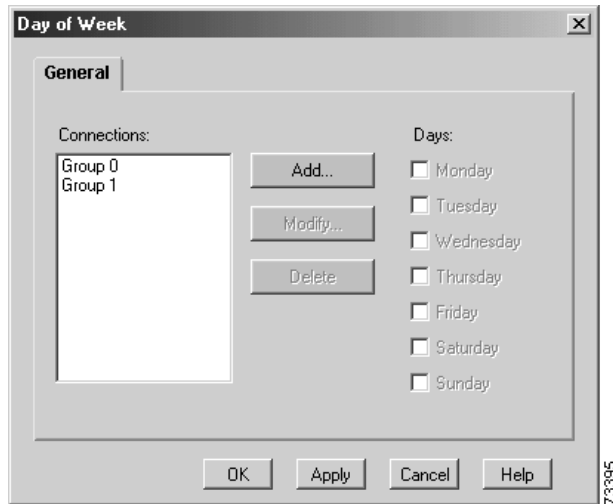 Day of Week
General
Connections:
Group 0
Group 1
Add...
Modify...
Delete
Days:
Monday
Tuesday
Wednesday
Thursday
Friday
Saturday
Sunday
OK
Apply
Cancel
Help
73395